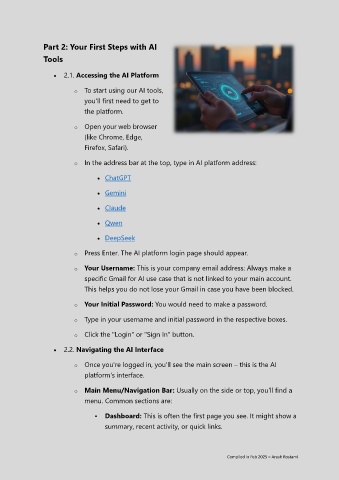 Part 2: Your First Steps with AI
Tools
• 2.1. Accessing the AI Platform
o To start using our AI tools,
you'll first need to get to
the platform.
o Open your web browser
(like Chrome, Edge,
Firefox, Safari).
o In the address bar at the top, type in AI platform address:
▪ ChatGPT
▪ Gemini
▪ Claude
▪ Qwen
▪ DeepSeek
o Press Enter. The AI platform login page should appear.
o Your Username: This is your company email address. Always make a
specific Gmail for AI use case that is not linked to your main account.
This helps you do not lose your Gmail in case you have been blocked.
o Your Initial Password: You would need to make a password.
o Type in your username and initial password in the respective boxes.
o Click the "Login" or "Sign In" button.
• 2.2. Navigating the AI Interface
o Once you're logged in, you'll see the main screen – this is the AI
platform's interface.
o Main Menu/Navigation Bar: Usually on the side or top, you'll find a
menu. Common sections are:
▪ Dashboard: This is often the first page you see. It might show a
summary, recent activity, or quick links.
Compiled in Feb 2025 – Arash Rostami